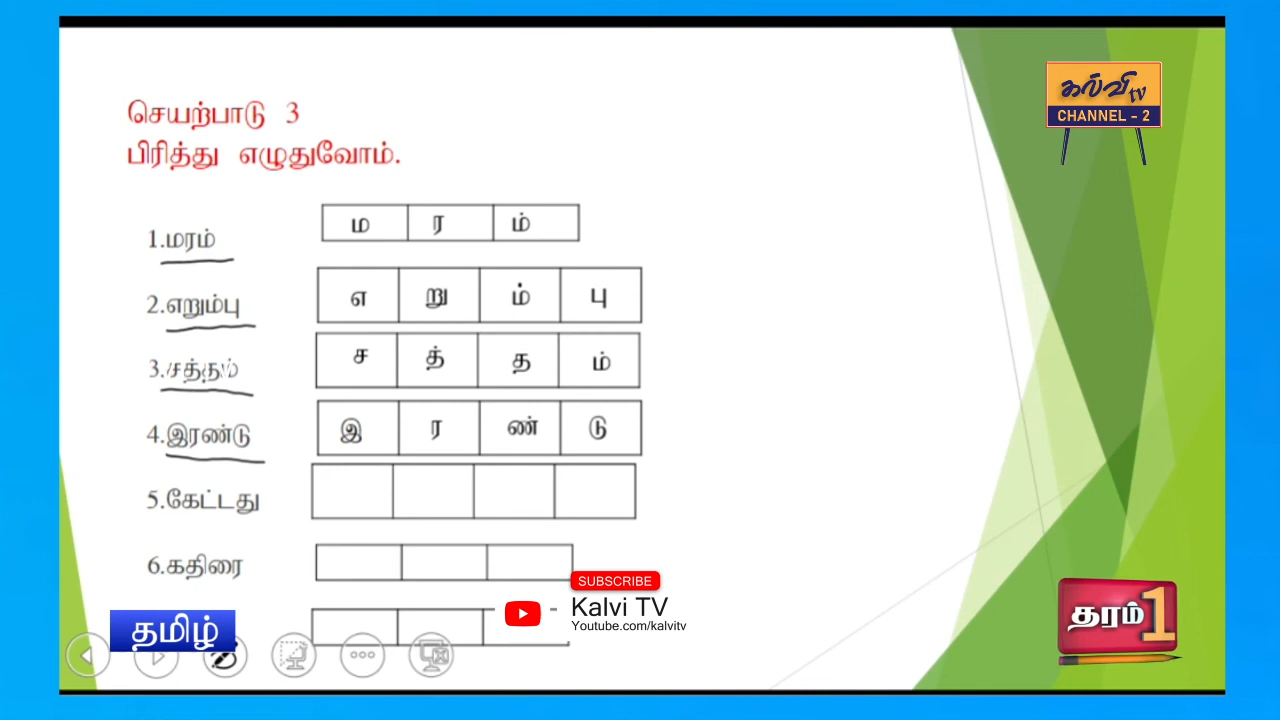 கல்வி tv
CHANNEL - 2
செயற்பாடு 3
பிரித்து எழுதுவோம்.
1.மரம் ம ர ம்
2.எறும்பு எ று ம் பு
3.சத்தம் ச த் த ம்
4.இரண்டு இ ர ண் டு
5.கேட்டது
6.கதிரை
SUBSCRIBE
Kalvi TV
Youtube.com/kalvitv
தமிழ்
தரம் 1